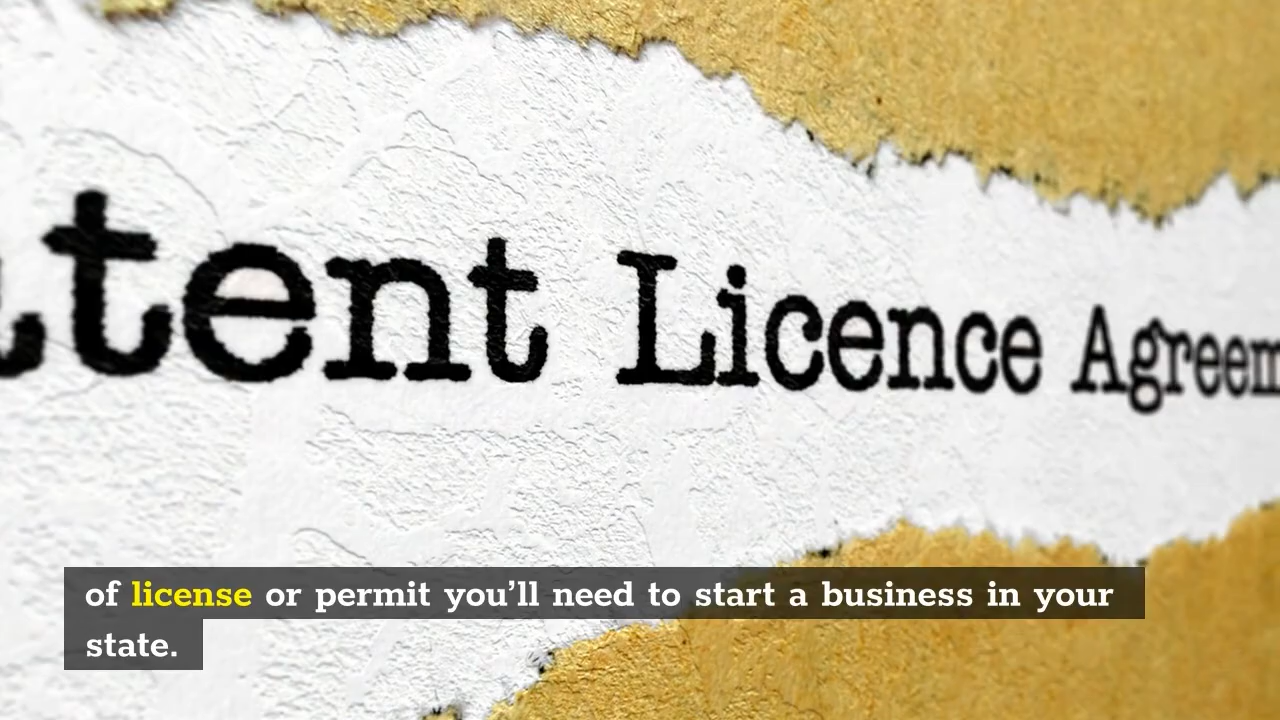 tent Licence Agreem
of license or permit you’ll need to start a business in your
state.